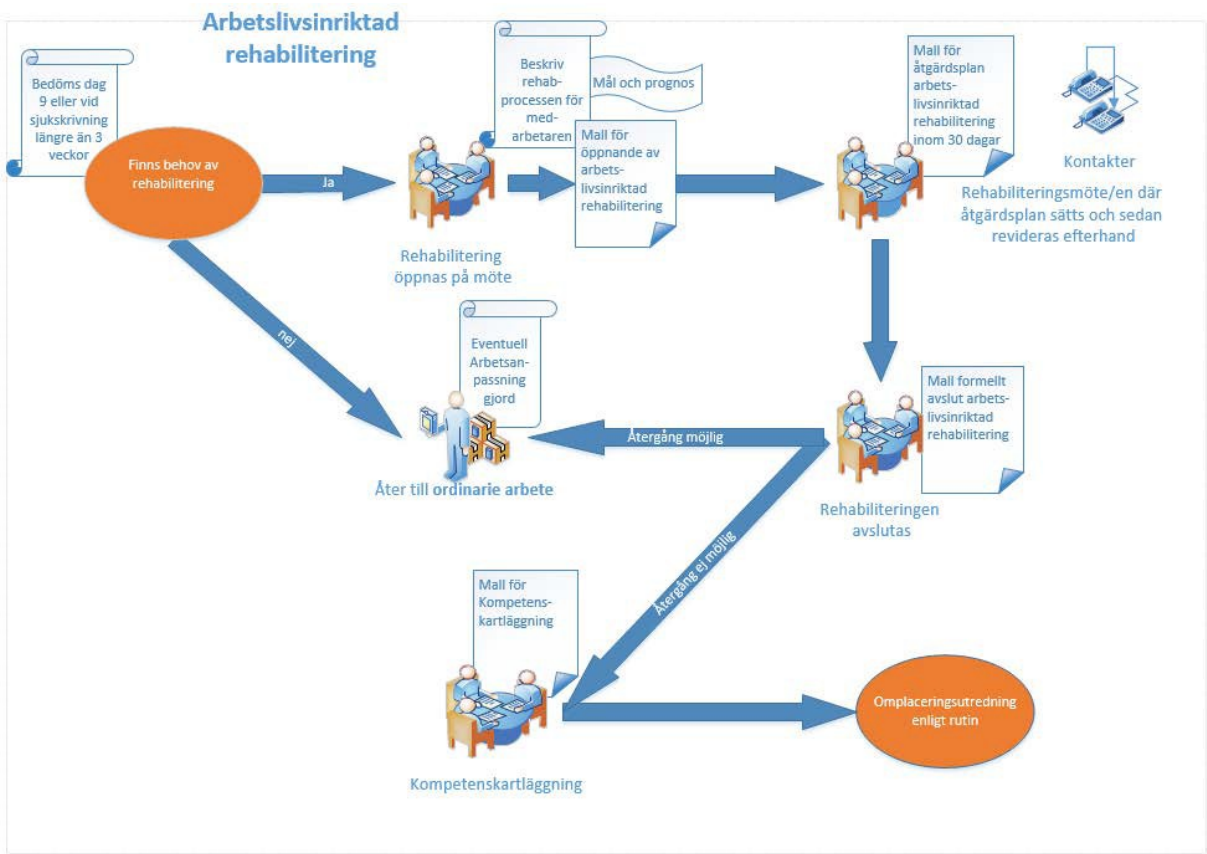 Arbetslivsinriktad
rehabilitering
Bedöms dag
9 eller vid
sjukskrivning
längre än 3
veckor
Finns behov av
rehabilitering
Ja
Rehabilitering
öppnas på möte
Beskriv
rehab-
processen för
med-
arbetaren
Mål och prognos
Mall för
öppnande av
arbets-
livsinriktad
rehabilitering
Mall för
åtgärdsplan
arbets-
livsinriktad
rehabilitering
inom 30 dagar
Kontakter
Rehabiliteringsmöte/en där
åtgärdsplan sätts och sedan
revideras efterhand
nej
Eventuell
Arbetsan-
passning
gjord
Åter till ordinarie arbete
Återgång möjlig
Mall formellt
avslut arbets-
livsinriktad
rehabilitering
Rehabiliteringen
avslutas
Återgång ej möjlig
Mall för
Kompetens-
kartläggning
Kompetenskartläggning
Omplaceringsutredning
enligt rutin